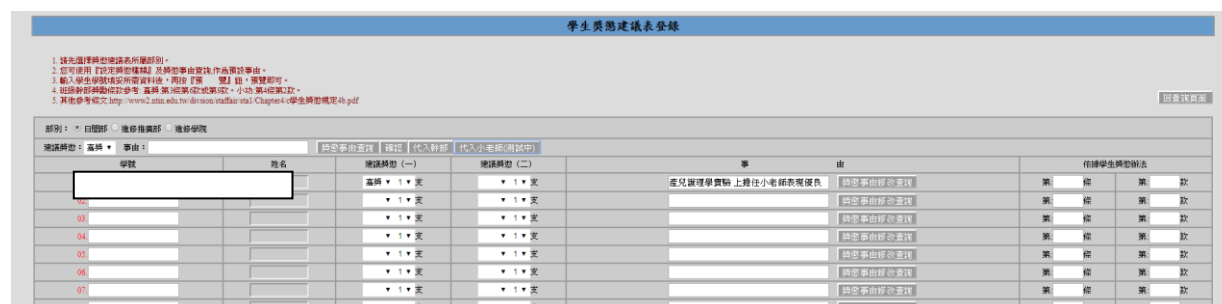 學生獎懲建議表登錄
1. 請先選擇獎懲建議表所屬部別。
2. 您可使用『設定獎懲種類』及獎懲事由查詢,作為預設事由。
3. 輸入學生學號填妥所需資料後,再按『預 覽』鈕,預覽即可。
4. 班級幹部獎勵條款參考: 嘉獎:第3條第6款或第9款。小功:第4條第2款。
5. 其他參考條文:http://www2.ntin.edu.tw/division/staffair/sta1/Chapter4/c學生獎懲規定4b.pdf
回查詢頁面
部別: 日間部 進修推廣部 進修學院
建議獎懲: 嘉獎 事由: 獎懲事由查詢 確認 代入幹部 代入小老師(測試中)
學號 姓名 建議獎懲(一) 建議獎懲(二) 事 由 依據學生獎懲辦法
嘉獎 1 支 1 支 產兒護理學實驗 上擔任小老師表現優良 獎懲事由修改查詢 第 條 第 款
02. 1 支 1 支 獎懲事由修改查詢 第 條 第 款
03. 1 支 1 支 獎懲事由修改查詢 第 條 第 款
04. 1 支 1 支 獎懲事由修改查詢 第 條 第 款
05. 1 支 1 支 獎懲事由修改查詢 第 條 第 款
06. 1 支 1 支 獎懲事由修改查詢 第 條 第 款
07. 1 支 1 支 獎懲事由修改查詢 第 條 第 款